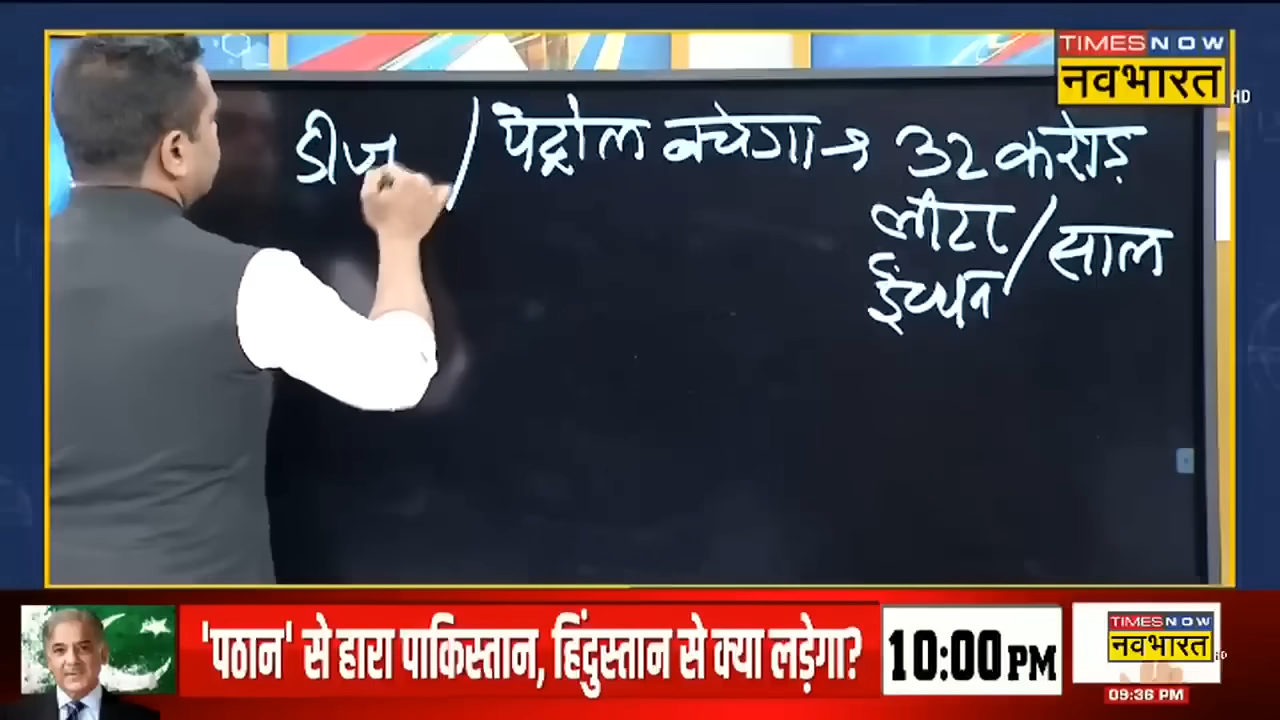 TIMES NOW
नवभारत
HD
डीज / पेट्रोल बचेगा → 32 करोड़
लीटर / साल
ईंधन
'पठान' से हारा पाकिस्तान, हिंदुस्तान से क्या लड़ेगा?
10:00 PM
TIMES NOW
नवभारत
HD
09:36 PM